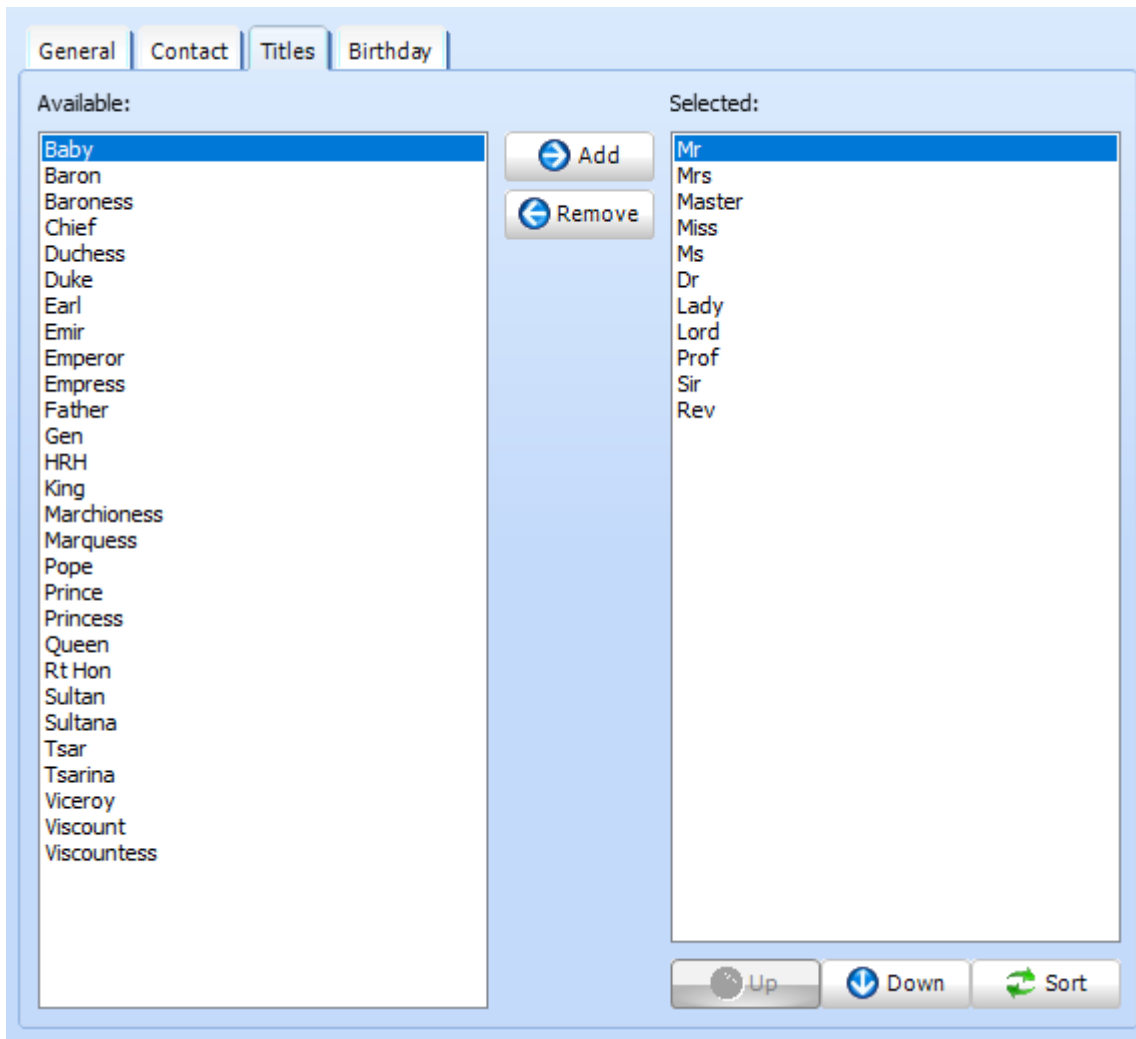 General Contact Titles Birthday
Available:
Baby
Baron
Baroness
Chief
Duchess
Duke
Earl
Emir
Emperor
Empress
Father
Gen
HRH
King
Marchioness
Marquess
Pope
Prince
Princess
Queen
Rt Hon
Sultan
Sultana
Tsar
Tsarina
Viceroy
Viscount
Viscountess
Add
Remove
Selected:
Mr
Mrs
Master
Miss
Ms
Dr
Lady
Lord
Prof
Sir
Rev
Up Down Sort